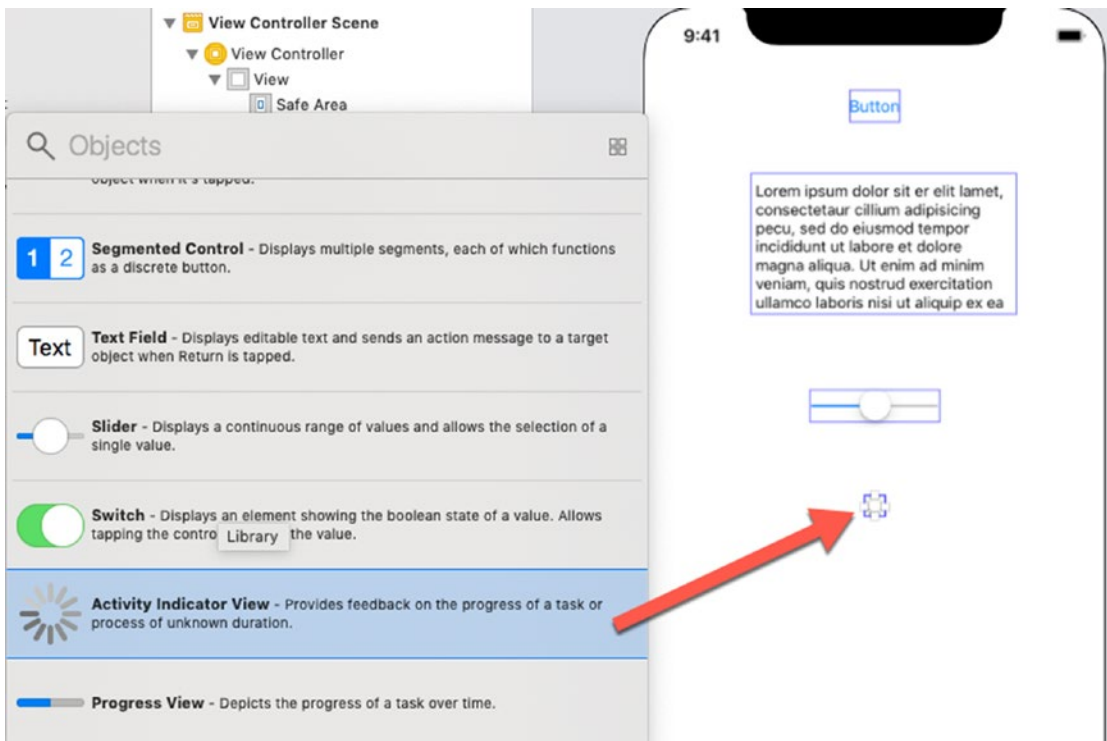 View Controller Scene
View Controller
View
Safe Area
Objects
object when it's tapped.
1 2
Segmented Control - Displays multiple segments, each of which functions
as a discrete button.
Text
Text Field - Displays editable text and sends an action message to a target
object when Return is tapped.
Slider - Displays a continuous range of values and allows the selection of a
single value.
Switch - Displays an element showing the boolean state of a value. Allows
tapping the contro
Library
the value.
Activity Indicator View - Provides feedback on the progress of a task or
process of unknown duration.
Progress View - Depicts the progress of a task over time.
9:41
Button
Lorem ipsum dolor sit er elit lamet,
consectetaur cillium adipisicing
pecu, sed do eiusmod tempor
incididunt ut labore et dolore
magna aliqua. Ut enim ad minim
veniam, quis nostrud exercitation
ullamco laboris nisi ut aliquip ex ea